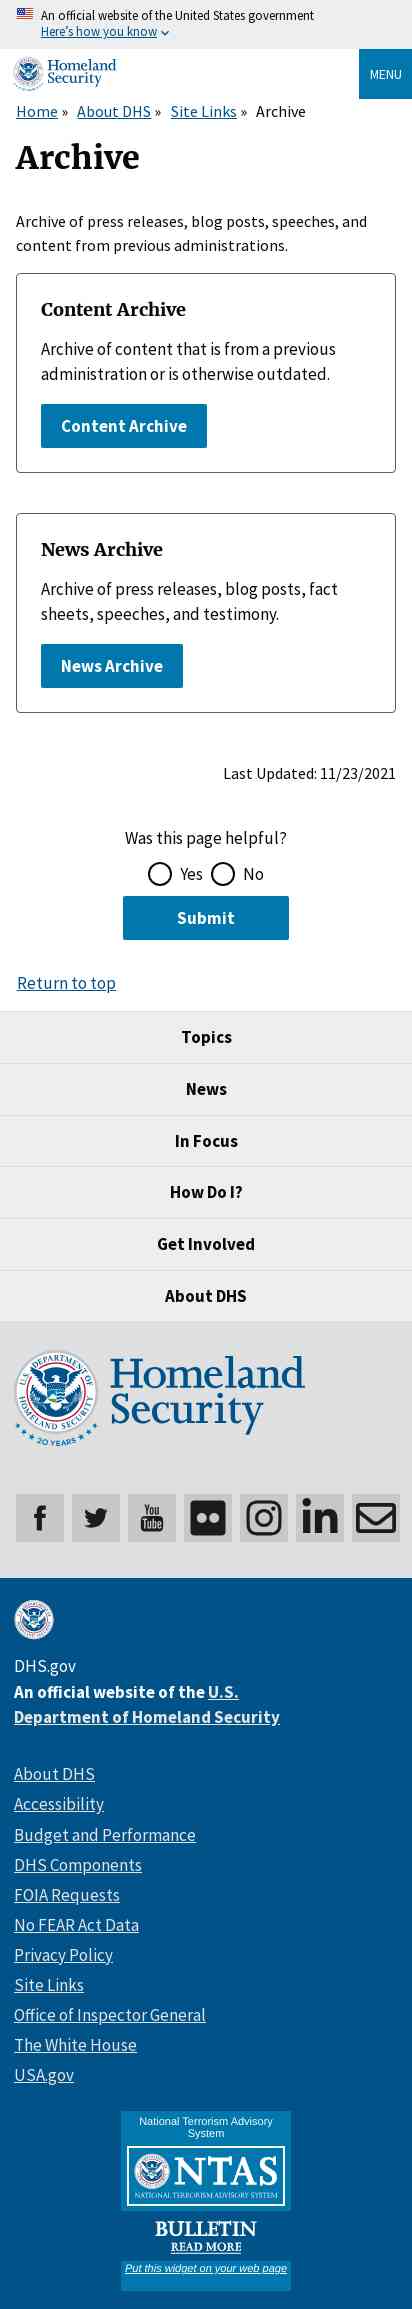 An official website of the United States government
Here's how you know
Homeland
Security
MENU
Home » About DHS » Site Links » Archive
Archive
Archive of press releases, blog posts, speeches, and
content from previous administrations.
Content Archive
Archive of content that is from a previous
administration or is otherwise outdated.
Content Archive
News Archive
Archive of press releases, blog posts, fact
sheets, speeches, and testimony.
News Archive
Last Updated: 11/23/2021
Was this page helpful?
Yes No
Submit
Return to top
Topics
News
In Focus
How Do I?
Get Involved
About DHS
U.S. DEPARTMENT OF
HOMELAND SECURITY
20 YEARS
Homeland
Security
You
Tube
DHS.gov
An official website of the U.S.
Department of Homeland Security
About DHS
Accessibility
Budget and Performance
DHS Components
FOIA Requests
No FEAR Act Data
Privacy Policy
Site Links
Office of Inspector General
The White House
USA.gov
National Terrorism Advisory
System
NTAS
NATIONAL TERRORISM ADVISORY SYSTEM
BULLETIN
READ MORE
Put this widget on your web page